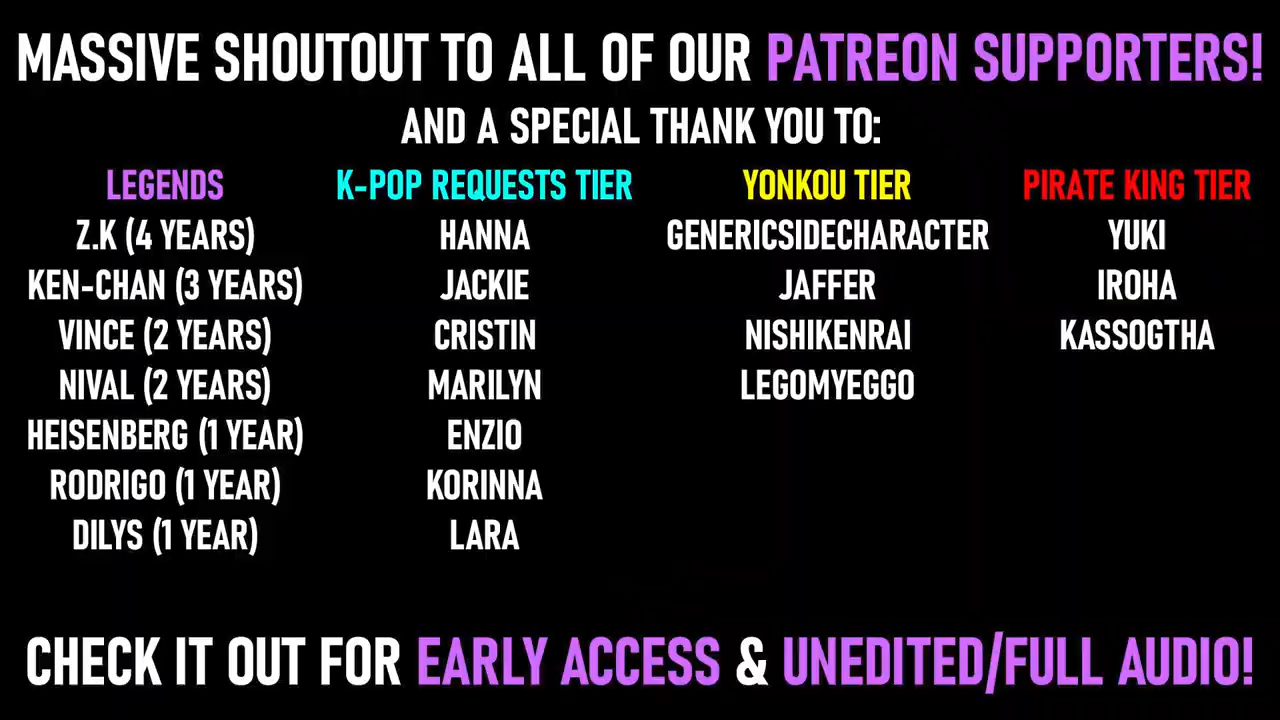 MASSIVE SHOUTOUT TO ALL OF OUR PATREON SUPPORTERS!
AND A SPECIAL THANK YOU TO:
LEGENDS
Z.K (4 YEARS)
KEN-CHAN (3 YEARS)
VINCE (2 YEARS)
NIVAL (2 YEARS)
HEISENBERG (1 YEAR)
RODRIGO (1 YEAR)
DILYS (1 YEAR)
K-POP REQUESTS TIER
HANNA
JACKIE
CRISTIN
MARILYN
ENZIO
KORINNA
LARA
YONKOU TIER
GENERICSIDECHARACTER
JAFFER
NISHIKENRAI
LEGOMYEGGO
PIRATE KING TIER
YUKI
IROHA
KASSOGTHA
CHECK IT OUT FOR EARLY ACCESS & UNEDITED/FULL AUDIO!